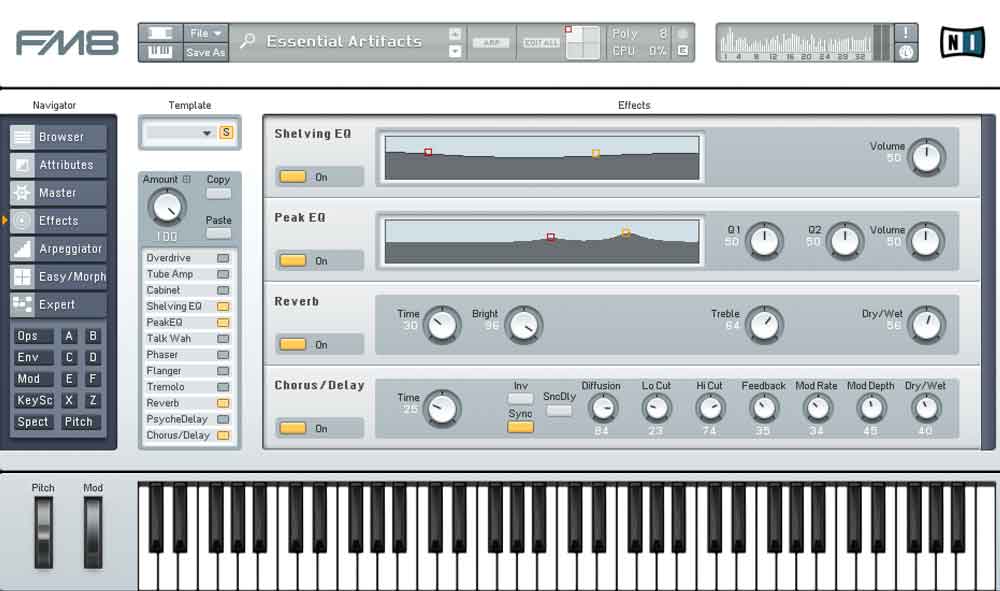 FM8
File
Save As
Essential Artifacts
ARP
EDIT ALL
Poly 8
CPU 0%
1 4 8 12 16 20 24 28 32
!
NI
Navigator
Browser
Attributes
Master
Effects
Arpeggiator
Easy/Morph
Expert
Ops A B
Env C D
Mod E F
KeySc X Z
Spect Pitch
Template
S
Amount Copy
100
Paste
Overdrive
Tube Amp
Cabinet
Shelving EQ
PeakEQ
Talk Wah
Phaser
Flanger
Tremolo
Reverb
PsycheDelay
Chorus/Delay
Effects
Shelving EQ
On
Volume
50
Peak EQ
On
Q1
50
Q2
50
Volume
50
Reverb
On
Time
30
Bright
96
Treble
64
Dry/Wet
56
Chorus/Delay
On
Time
25
Inv
Sync
SncDly
Diffusion
84
Lo Cut
23
Hi Cut
74
Feedback
35
Mod Rate
34
Mod Depth
45
Dry/Wet
40
Pitch
Mod